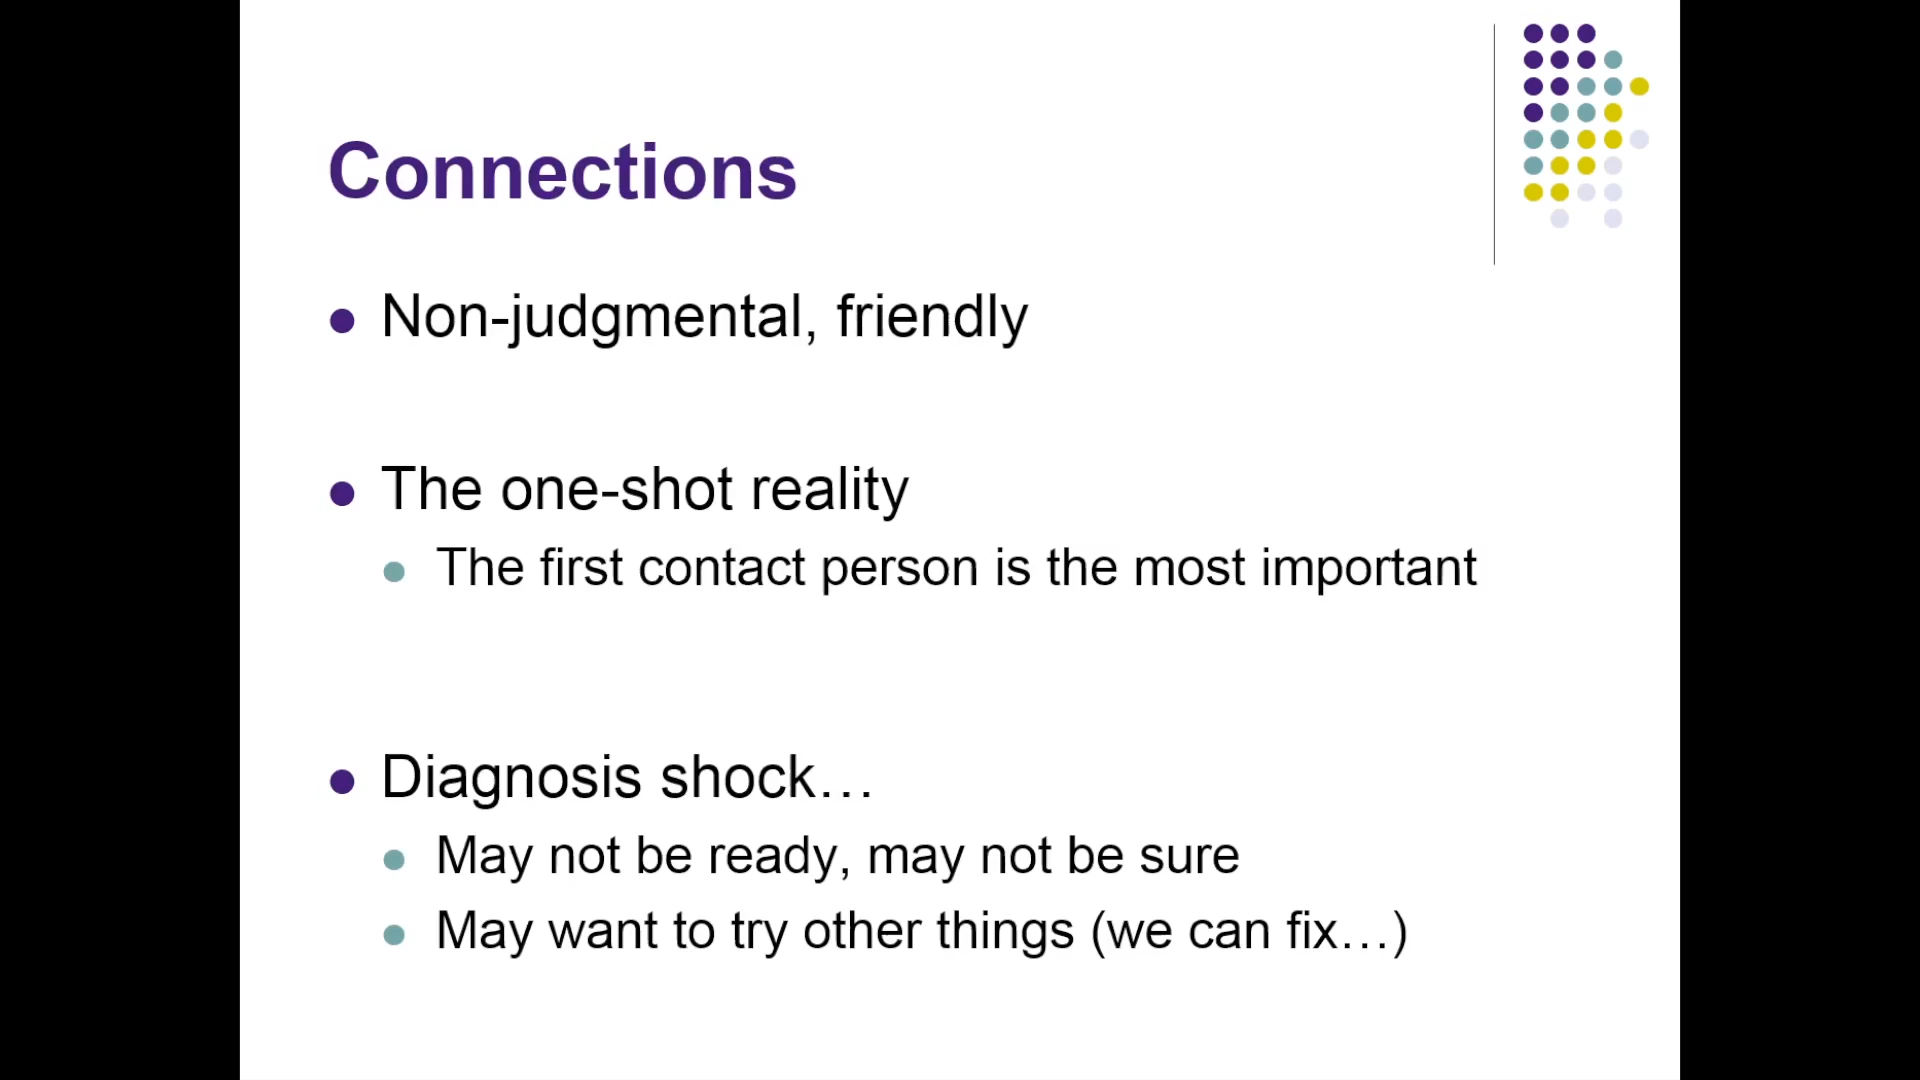 Connections
Non-judgmental, friendly
The one-shot reality
The first contact person is the most important
Diagnosis shock…
May not be ready, may not be sure
May want to try other things (we can fix…)